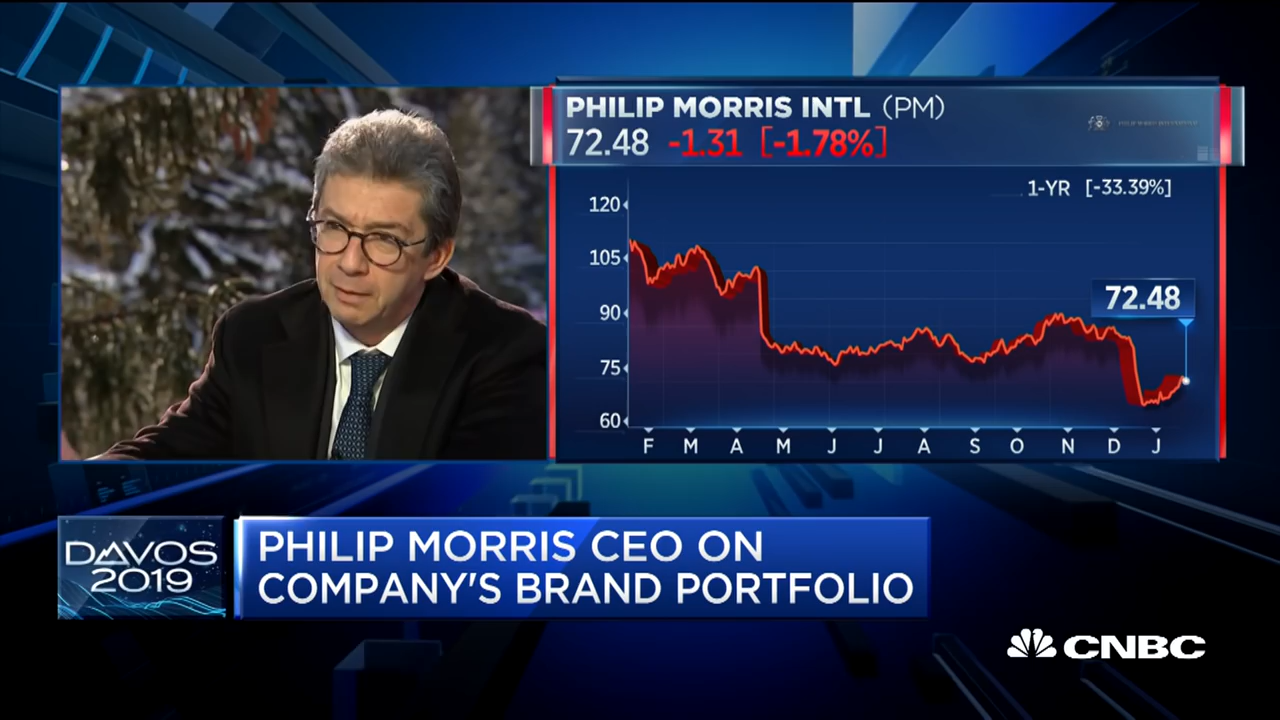 PHILIP MORRIS INTL (PM)
72.48 -1.31 [-1.78%]
1-YR [-33.39%]
120
105
90
75
60
72.48
F M A M J J A S O N D J
DAVOS
2019
PHILIP MORRIS CEO ON
COMPANY'S BRAND PORTFOLIO
CNBC